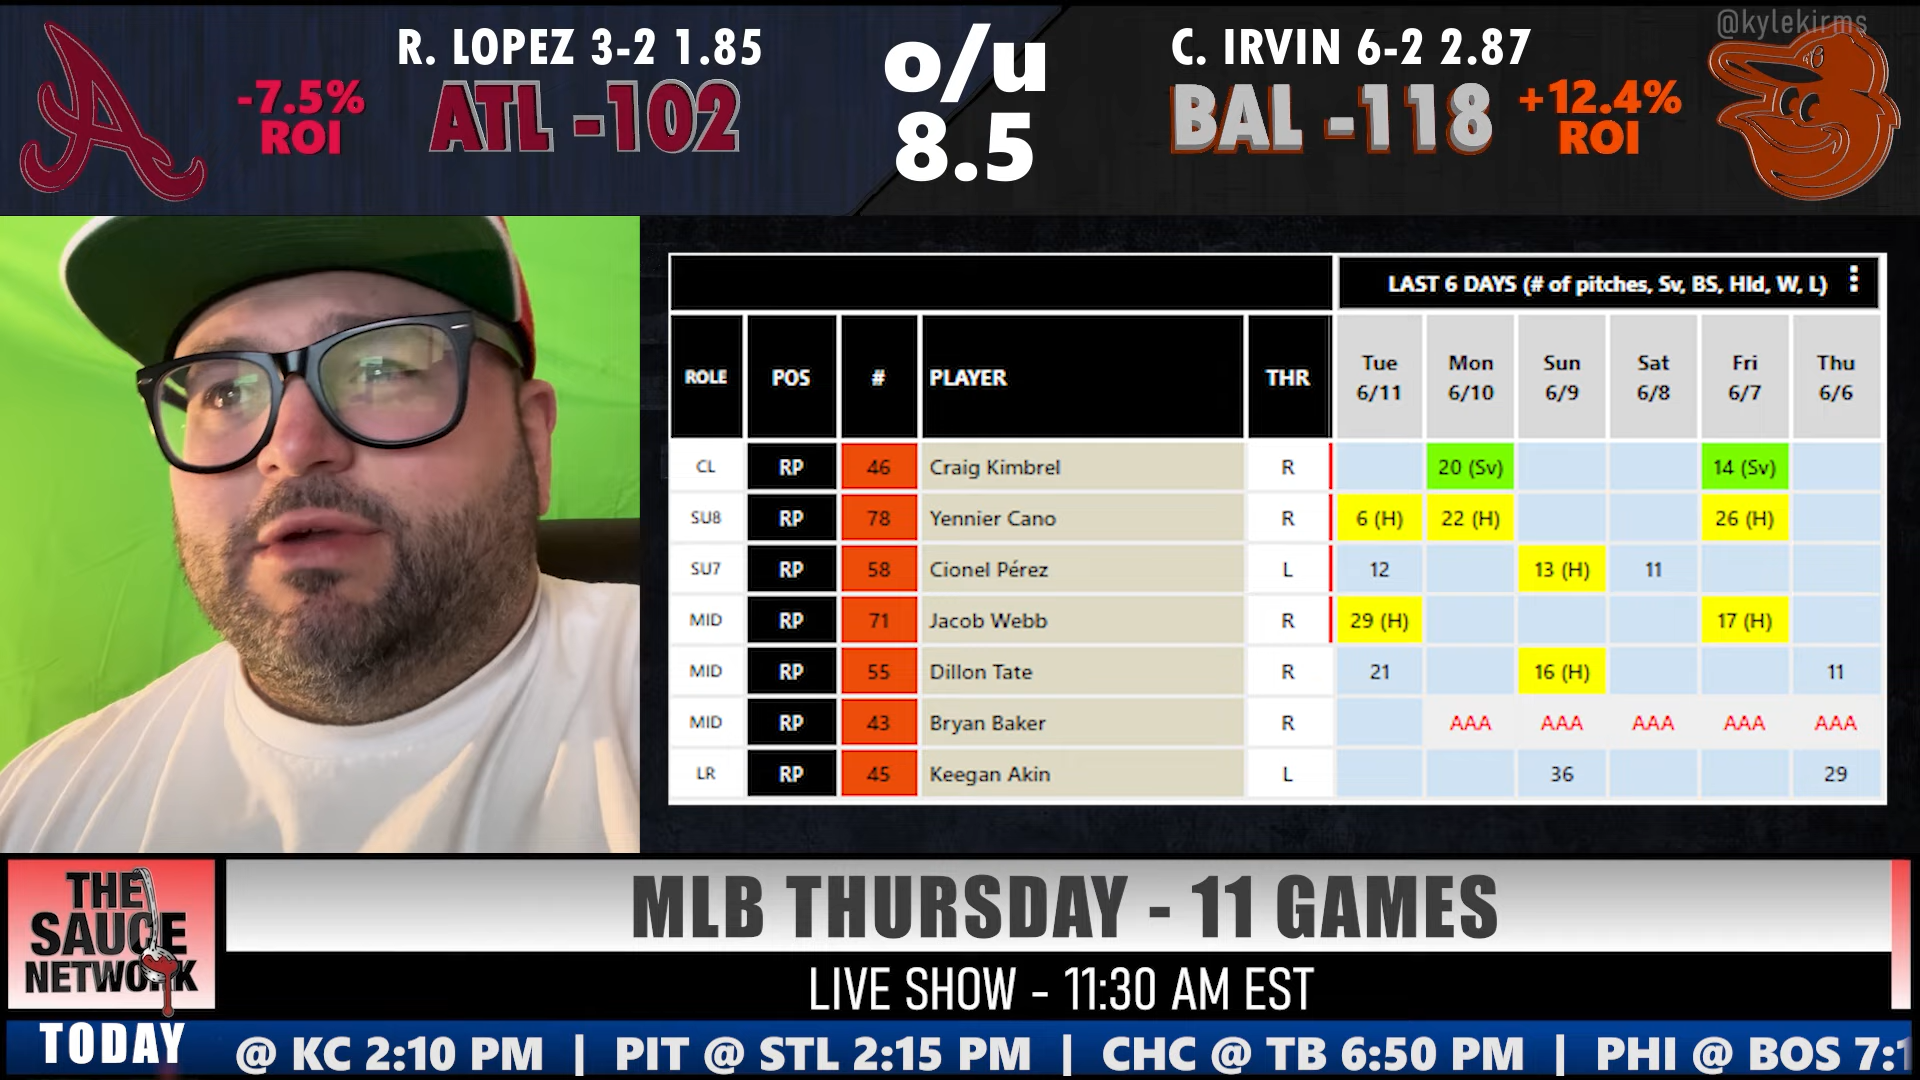 @kylekirms
R. LOPEZ 3-2 1.85
-7.5%
ROI
ATL -102
o/u
8.5
C. IRVIN 6-2 2.87
BAL -118
+12.4%
ROI
LAST 6 DAYS (# of pitches, Sv, BS, Hld, W, L)
ROLE POS # PLAYER THR Tue 6/11 Mon 6/10 Sun 6/9 Sat 6/8 Fri 6/7 Thu 6/6
CL RP 46 Craig Kimbrel R 20 (Sv) 14 (Sv)
SU8 RP 78 Yennier Cano R 6 (H) 22 (H) 26 (H)
SU7 RP 58 Cionel Pérez L 12 13 (H) 11
MID RP 71 Jacob Webb R 29 (H) 17 (H)
MID RP 55 Dillon Tate R 21 16 (H) 11
MID RP 43 Bryan Baker R AAA AAA AAA AAA AAA
LR RP 45 Keegan Akin L 36 29
THE
SAUCE
NETWORK
MLB THURSDAY - 11 GAMES
LIVE SHOW - 11:30 AM EST
TODAY
@ KC 2:10 PM | PIT @ STL 2:15 PM | CHC @ TB 6:50 PM | PHI @ BOS 7:1